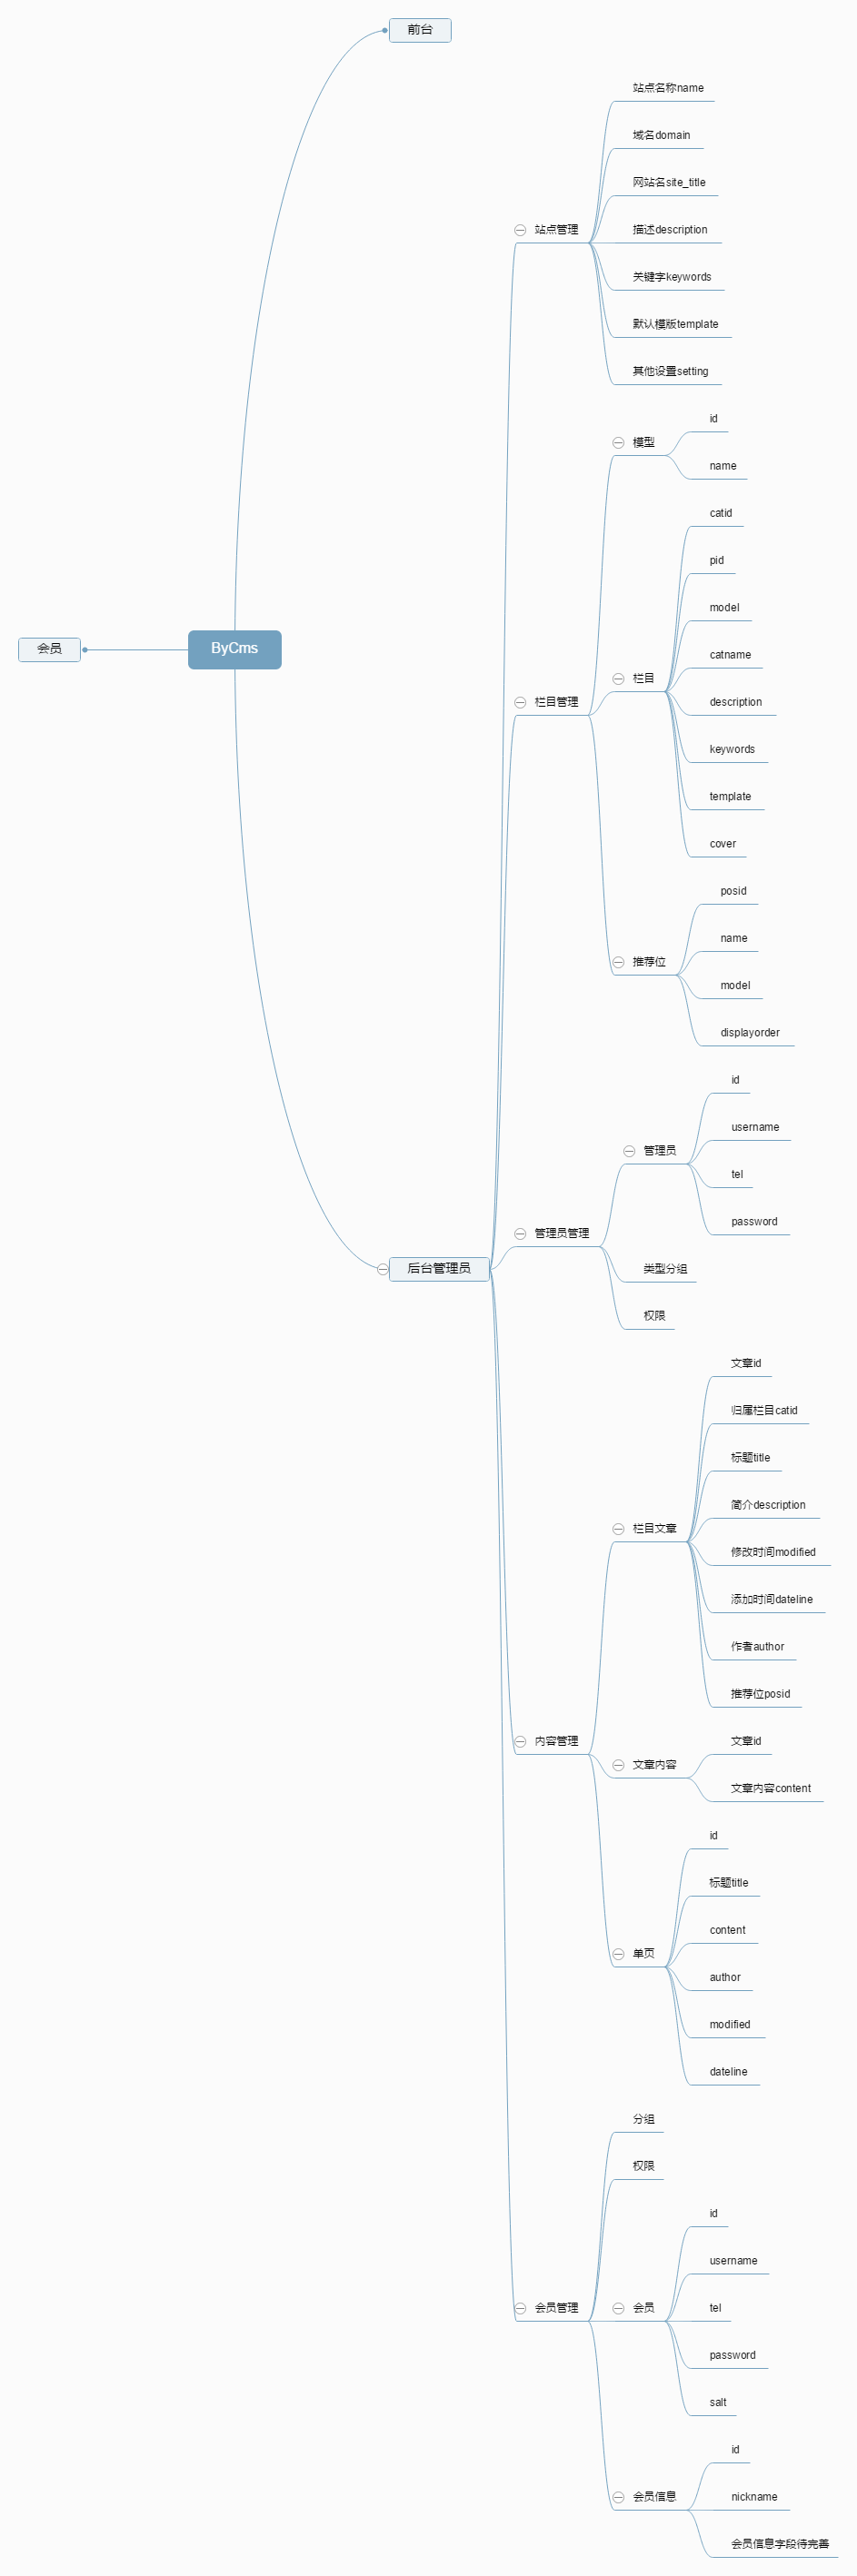 前台
站点名称name
域名domain
网站名site_title
站点管理
描述description
关键字keywords
默认模版template
其他设置setting
id
模型
name
catid
pid
model
会员
ByCms
catname
栏目
栏目管理
description
keywords
template
cover
posid
name
推荐位
model
displayorder
id
username
管理员
tel
password
管理员管理
后台管理员
类型分组
权限
文章id
归属栏目catid
标题title
简介description
栏目文章
修改时间modified
添加时间dateline
作者author
推荐位posid
内容管理
文章id
文章内容
文章内容content
id
标题title
content
单页
author
modified
dateline
分组
权限
id
username
会员管理
会员
tel
password
salt
id
会员信息
nickname
会员信息字段待完善